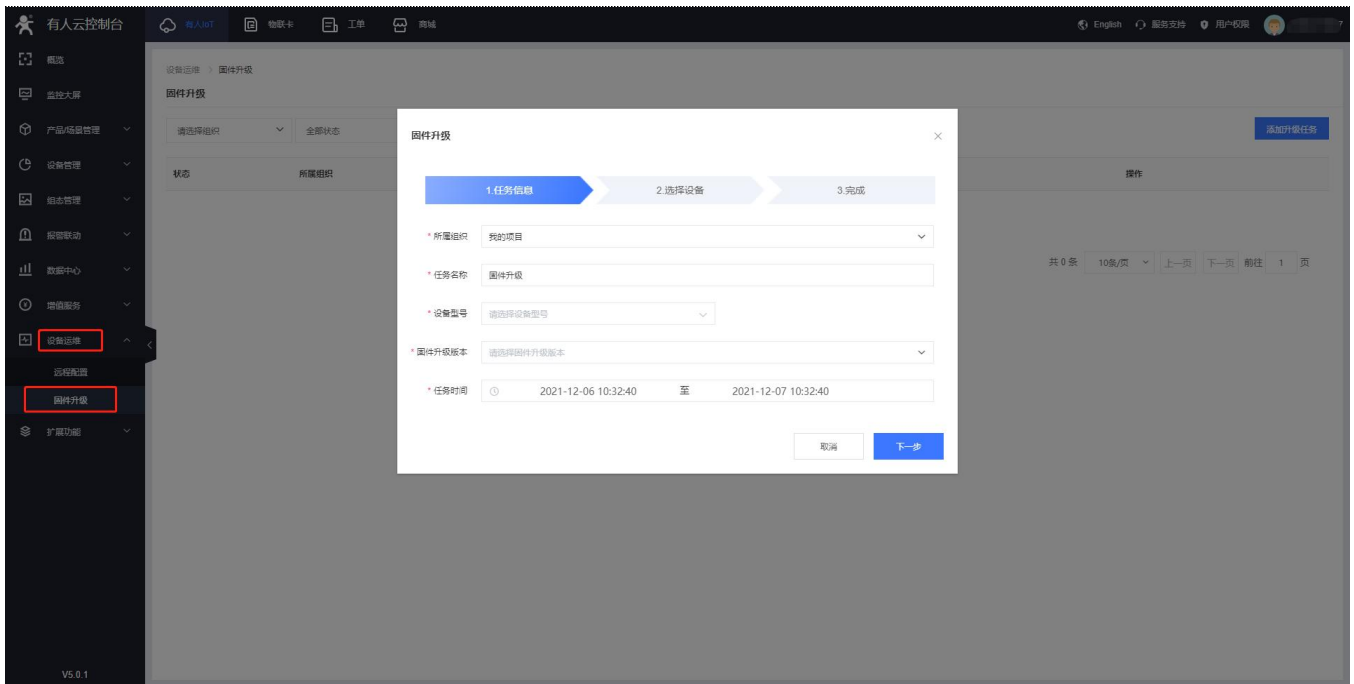 有人云控制台
有人IoT 物联卡 工单 商城
English 服务支持 用户权限 7
概览
监控大屏
产品/场景管理
设备管理
组态管理
报警联动
数据中心
增值服务
设备运维
远程配置
固件升级
扩展功能
V5.0.1
设备运维 > 固件升级
固件升级
请选择组织 全部状态 添加升级任务
状态 所属组织 操作
共 0 条 10条/页 上一页 下一页 前往 1 页
固件升级
1.任务信息 2.选择设备 3.完成
* 所属组织 我的项目
* 任务名称 固件升级
* 设备型号 请选择设备型号
* 固件升级版本 请选择固件升级版本
* 任务时间 2021-12-06 10:32:40 至 2021-12-07 10:32:40
取消 下一步